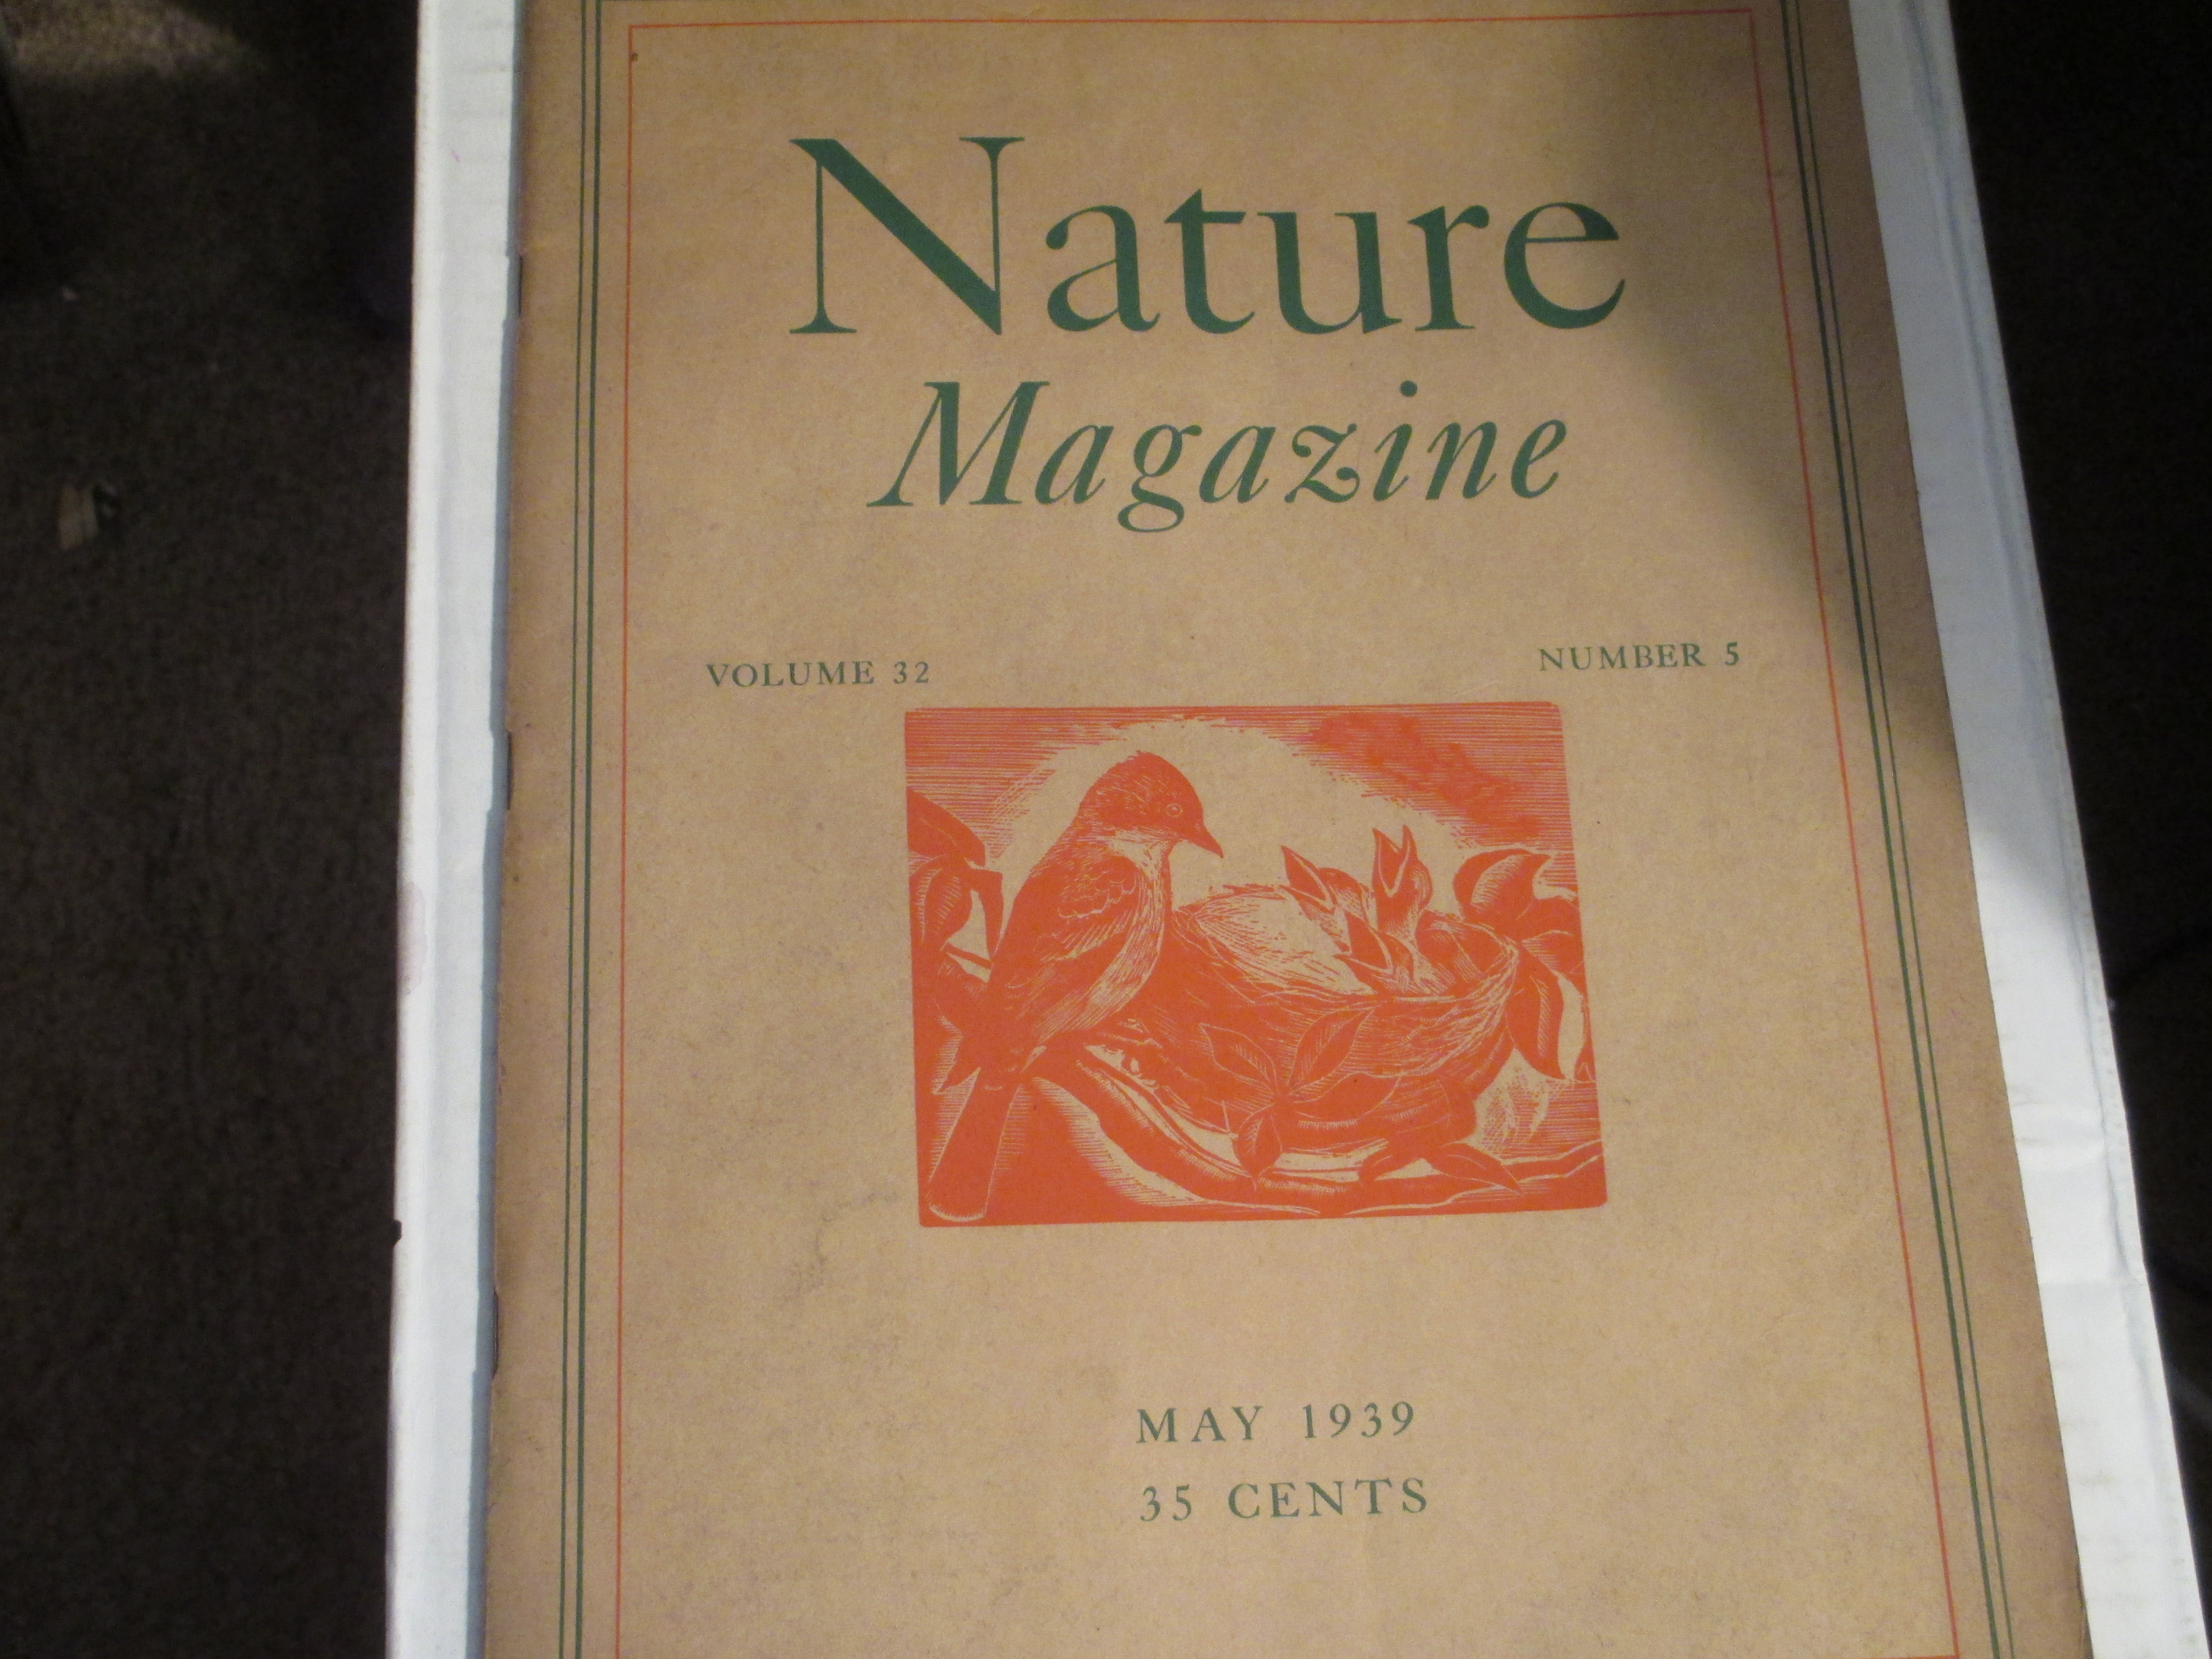 Nature
Magazine
VOLUME 32
NUMBER 5
MAY 1939
35 CENTS